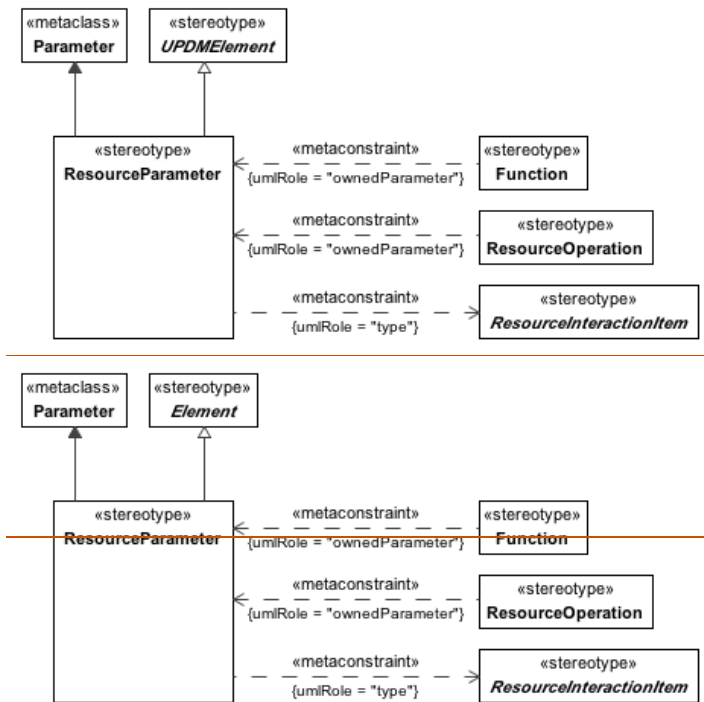 «metaclass»
Parameter
«stereotype»
UPDMElement
«stereotype»
ResourceParameter
«metaconstraint»
{umlRole = "ownedParameter"}
«stereotype»
Function
«metaconstraint»
{umlRole = "ownedParameter"}
«stereotype»
ResourceOperation
«metaconstraint»
{umlRole = "type"}
«stereotype»
ResourceInteractionItem
«metaclass»
Parameter
«stereotype»
Element
«stereotype»
ResourceParameter
«metaconstraint»
{umlRole = "ownedParameter"}
«stereotype»
Function
«metaconstraint»
{umlRole = "ownedParameter"}
«stereotype»
ResourceOperation
«metaconstraint»
{umlRole = "type"}
«stereotype»
ResourceInteractionItem